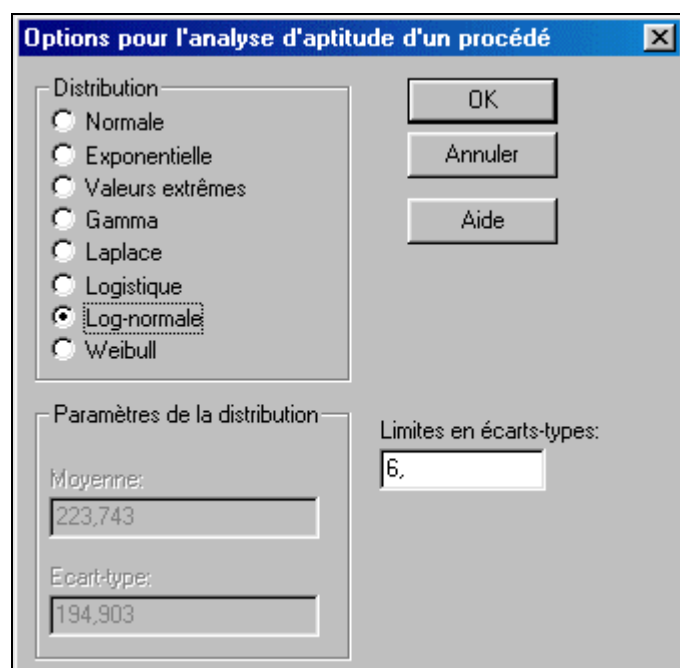 Options pour l'analyse d'aptitude d'un procédé
Distribution
Normale
Exponentielle
Valeurs extrêmes
Gamma
Laplace
Logistique
Log-normale
Weibull
OK
Annuler
Aide
Paramètres de la distribution
Moyenne:
223,743
Ecart-type:
194,903
Limites en écarts-types:
6,